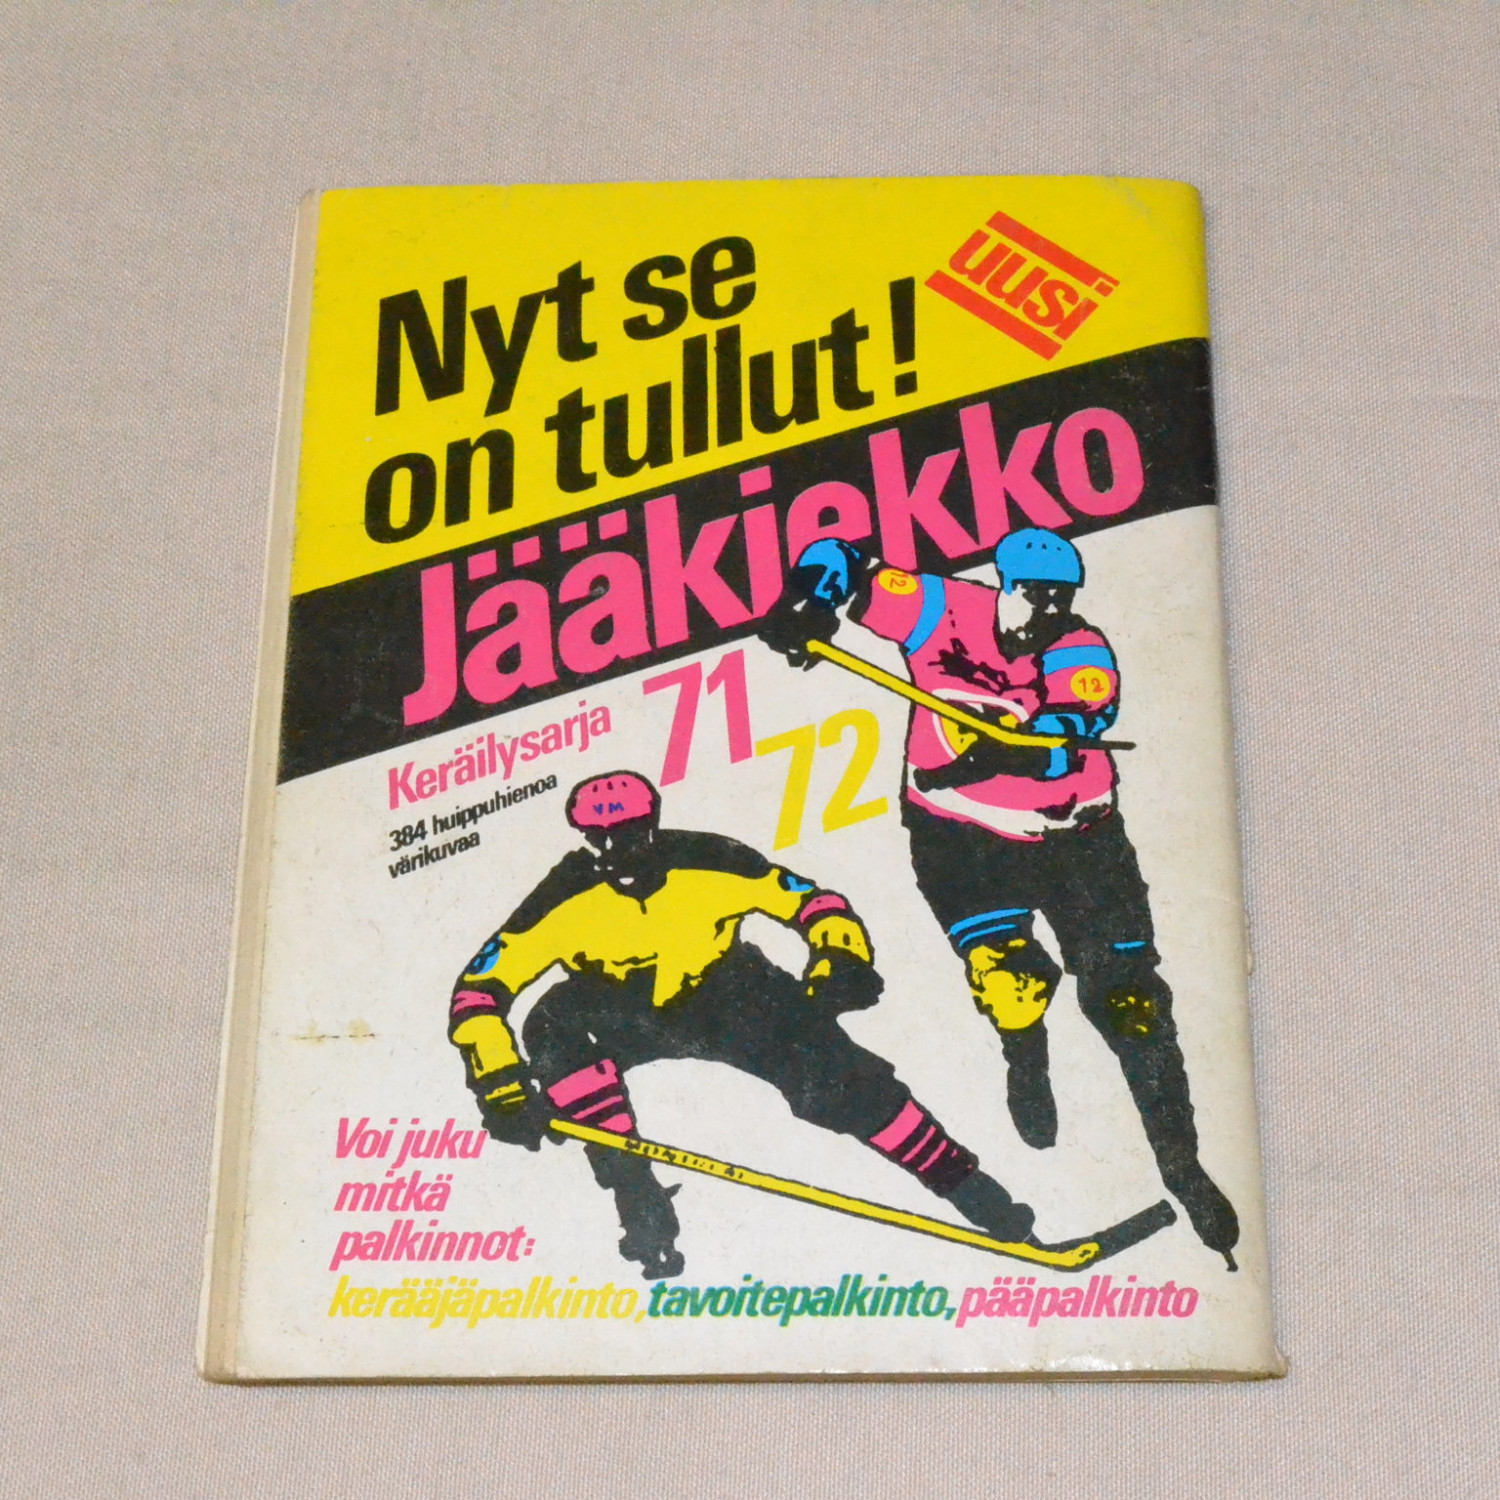 Nyt se
on tullut!
uusi
Jääkiekko
Keräilysarja
71
72
384 huippuhienoa
värikuvaa
VM
12
12
Voi juku
mitkä
palkinnot:
kerääjäpalkinto, tavoitepalkinto, pääpalkinto